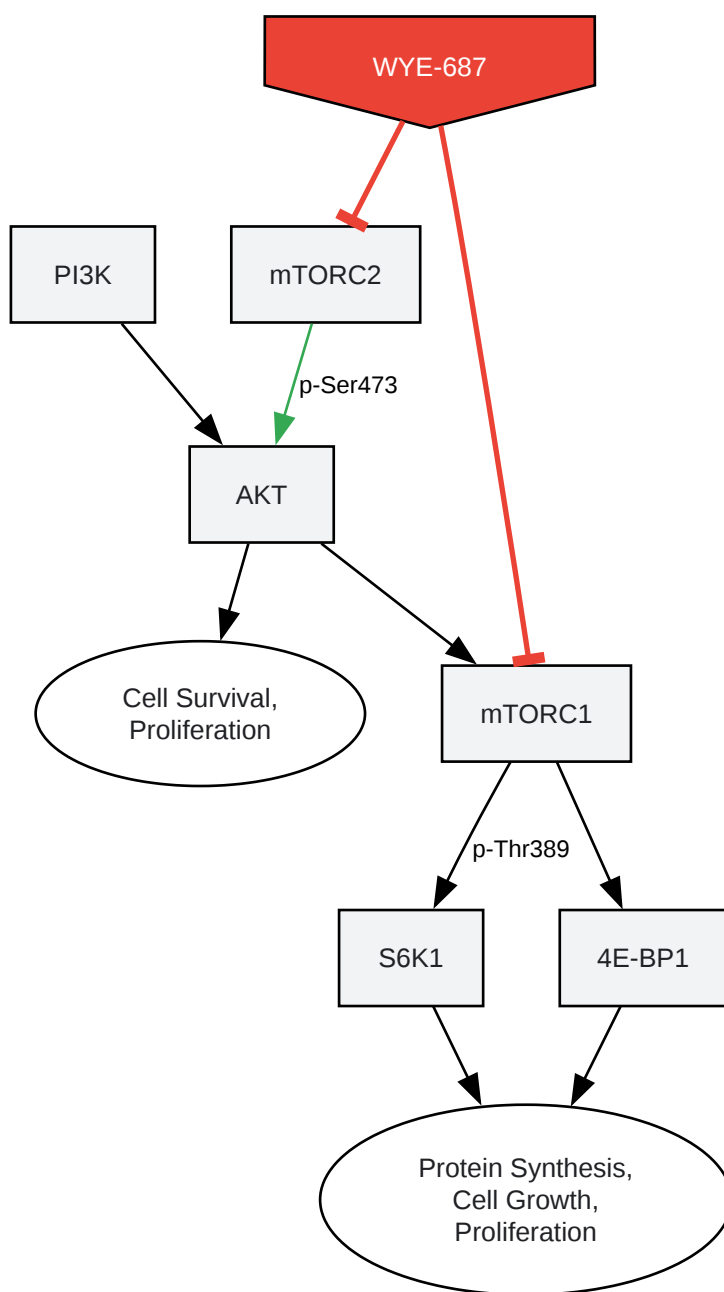 WYE-687
PI3K
mTORC2
p-Ser473
AKT
Cell Survival,
Proliferation
mTORC1
p-Thr389
S6K1
4E-BP1
Protein Synthesis,
Cell Growth,
Proliferation